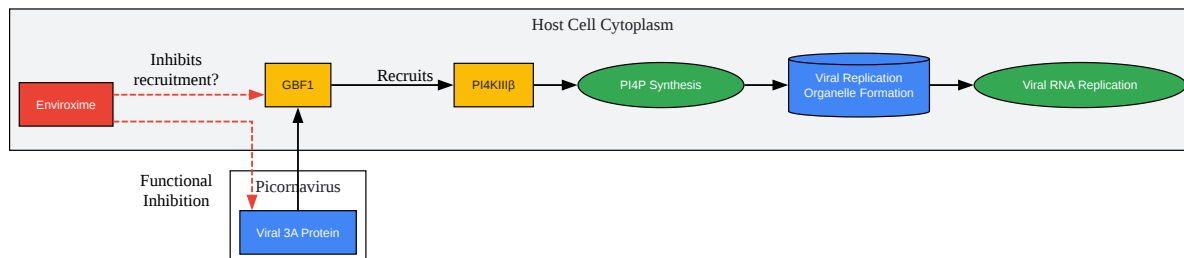 Host Cell Cytoplasm
Inhibits
recruitment?
Enviroxime
GBF1
Recruits
PI4KIIIβ
PI4P Synthesis
Viral Replication
Organelle Formation
Viral RNA Replication
Functional
Inhibition
Picornavirus
Viral 3A Protein